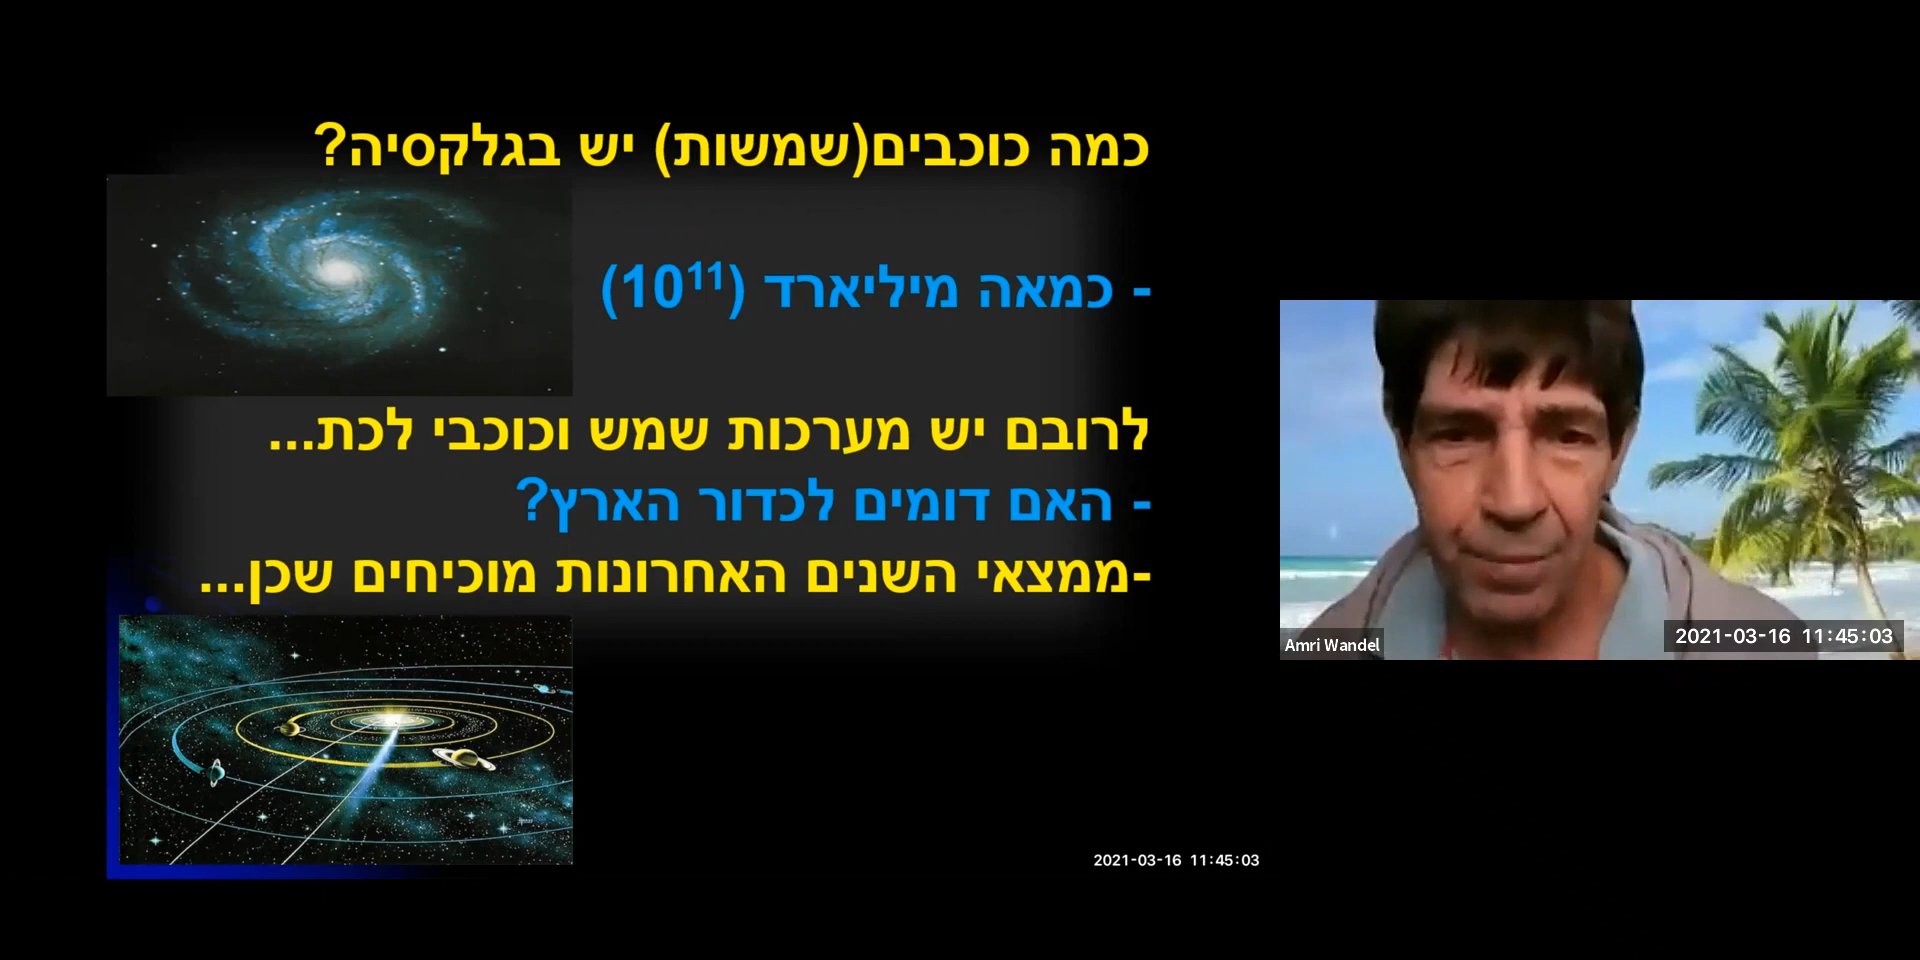 כמה כוכבים(שמשות) יש בגלקסיה?
- כמאה מיליארד (10¹¹)
לרובם יש מערכות שמש וכוכבי לכת...
- האם דומים לכדור הארץ?
-ממצאי השנים האחרונות מוכיחים שכן...
2021-03-16 11:45:03
Amri Wandel
2021-03-16 11:45:03